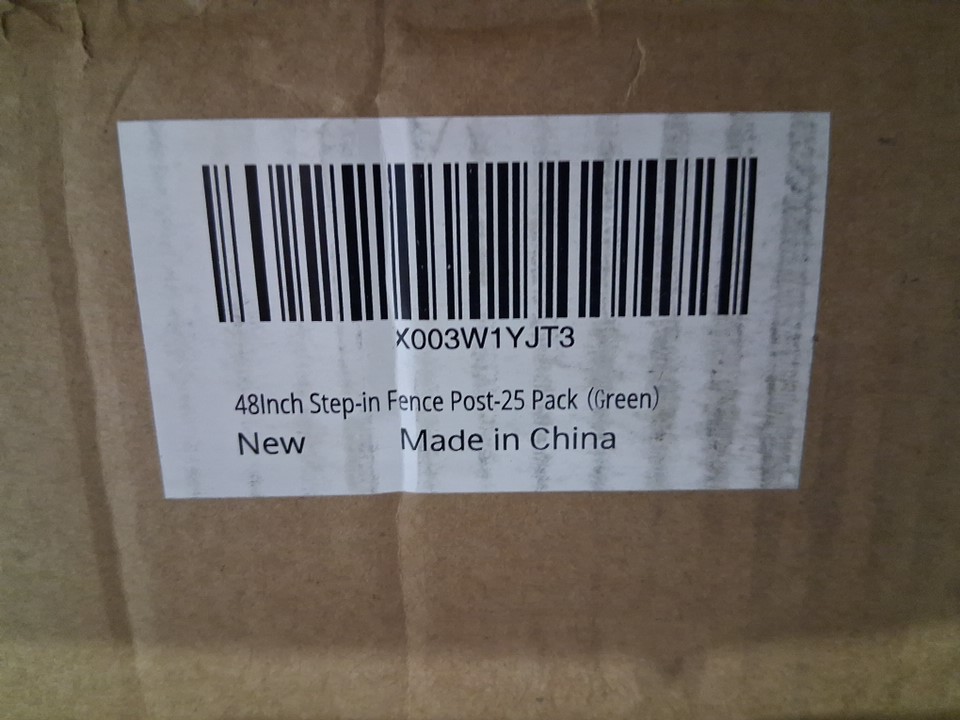 X003W1YJT3
48Inch Step-in Fence Post-25 Pack (Green)
New Made in China